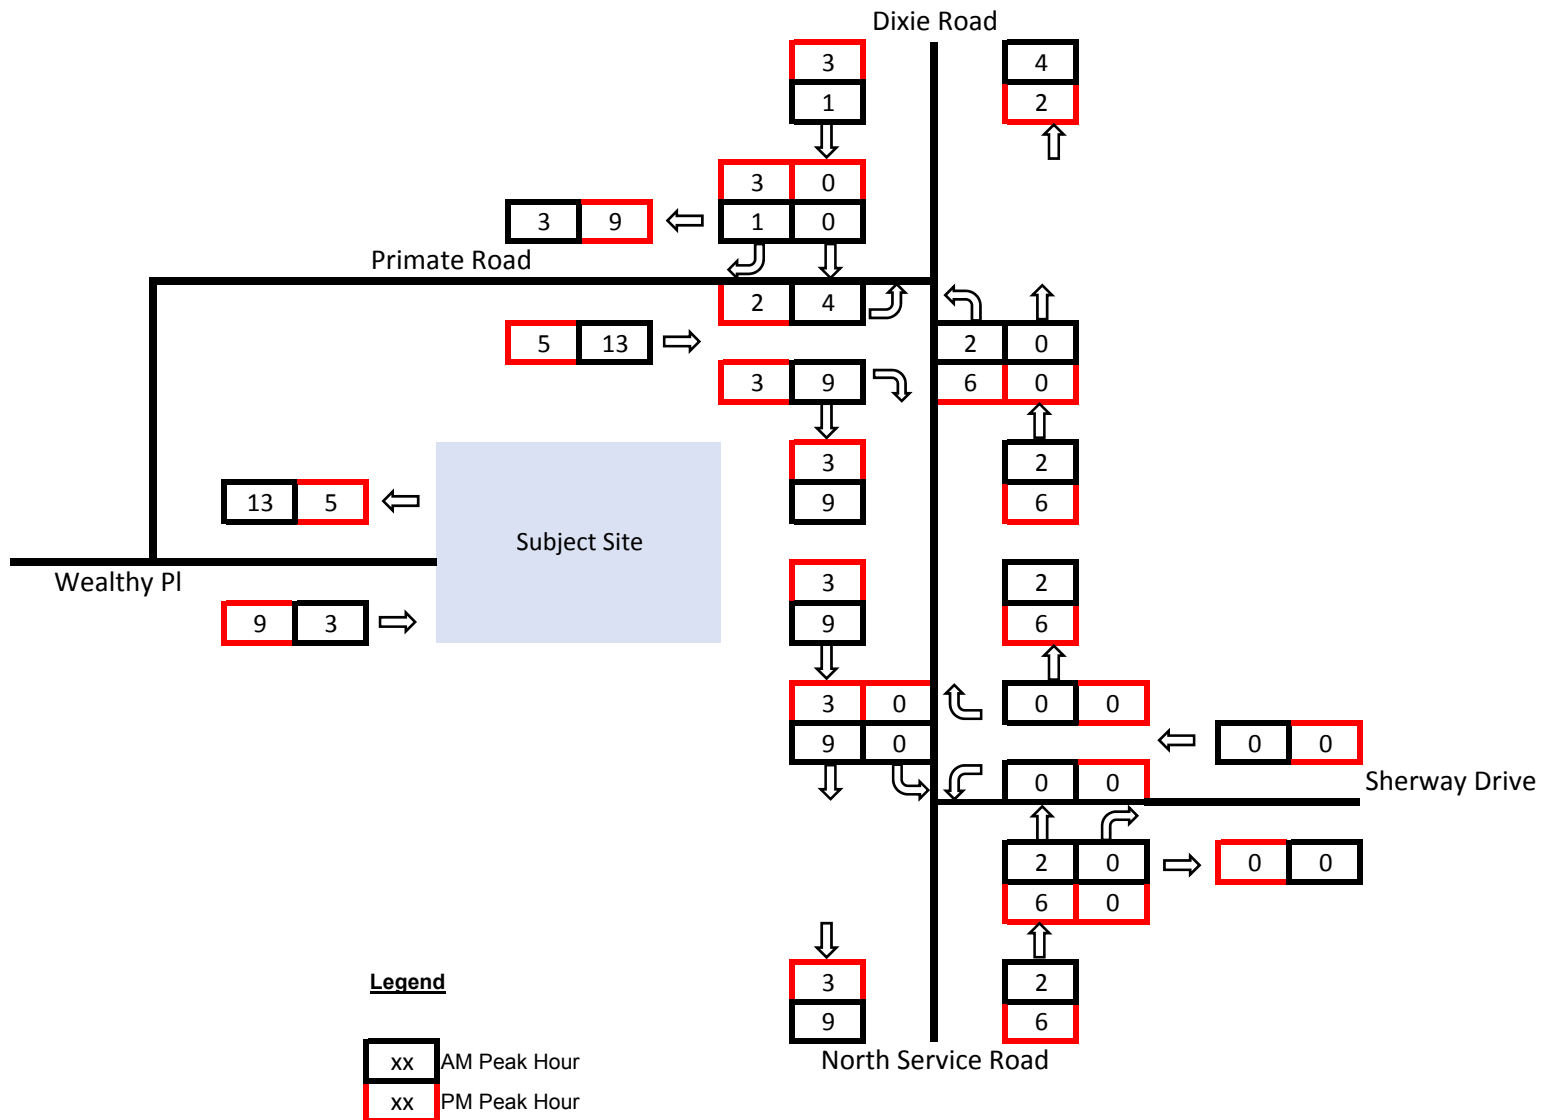 Dixie Road
3 4
1 2
3 0
3 9 1 0
Primate Road
2 4
5 13 2 0
3 9 6 0
3 2
13 5 9 6
Subject Site
Wealthy Pl 3 2
9 3 9 6
3 0 0 0
9 0 0 0
0 0 Sherway Drive
2 0 0 0
6 0
Legend 3 2
9 6
xx AM Peak Hour North Service Road
xx PM Peak Hour